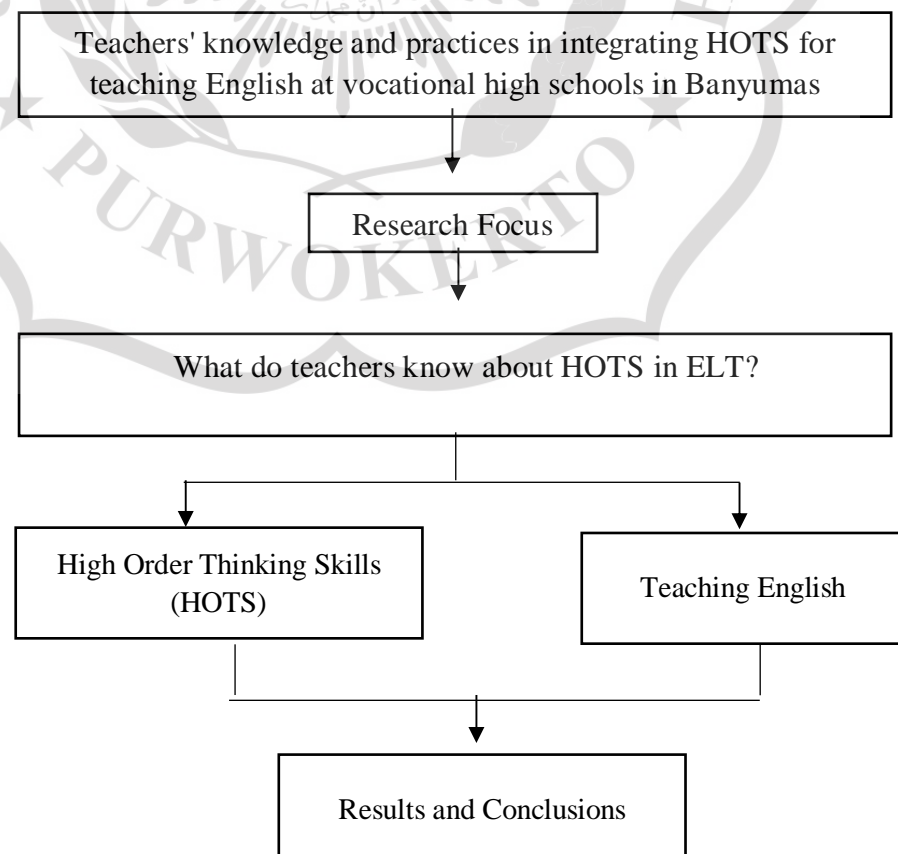 Teachers' knowledge and practices in integrating HOTS for
teaching English at vocational high schools in Banyumas
Research Focus
PURWOKERTO
What do teachers know about HOTS in ELT?
High Order Thinking Skills
(HOTS)
Teaching English
Results and Conclusions